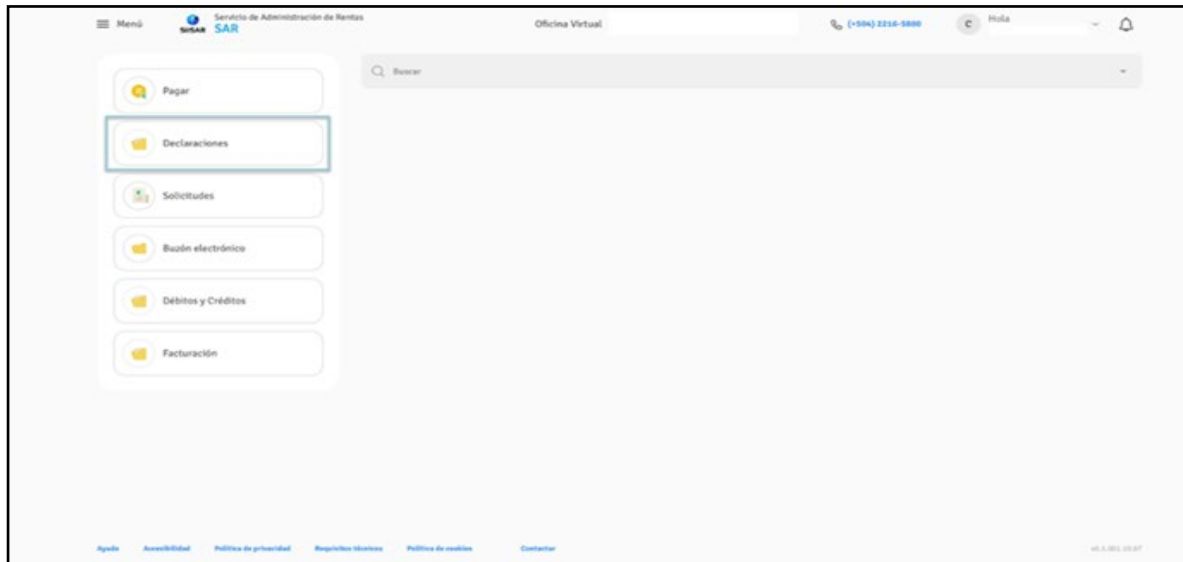 Menú
SISAR
Servicio de Administración de Rentas
SAR
Oficina Virtual
(+504) 2216-5800
C
Hola
Buscar
Pagar
Declaraciones
Solicitudes
Buzón electrónico
Débitos y Créditos
Facturación
Ayuda Accesibilidad Política de privacidad Requisitos técnicos Política de cookies Contactar